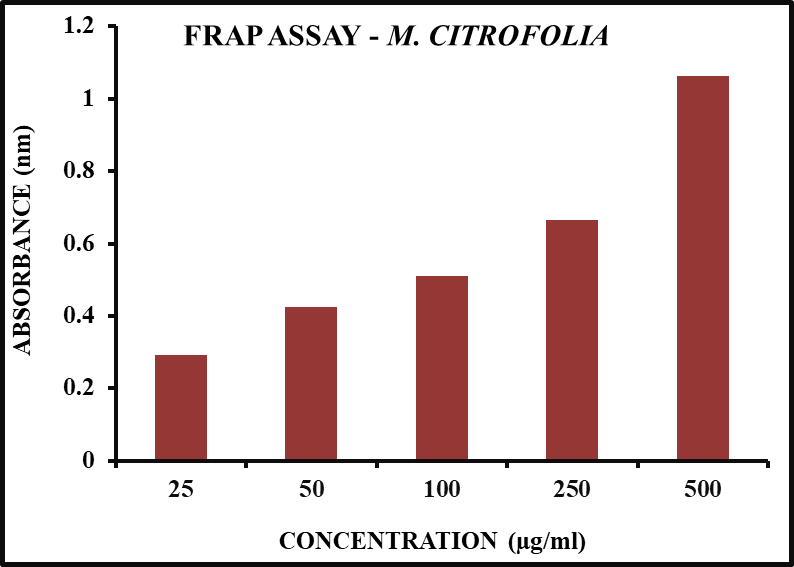 FRAP ASSAY - M. CITROFOLIA
ABSORBANCE (nm)
1.2
1
0.8
0.6
0.4
0.2
0
25 50 100 250 500
CONCENTRATION (µg/ml)